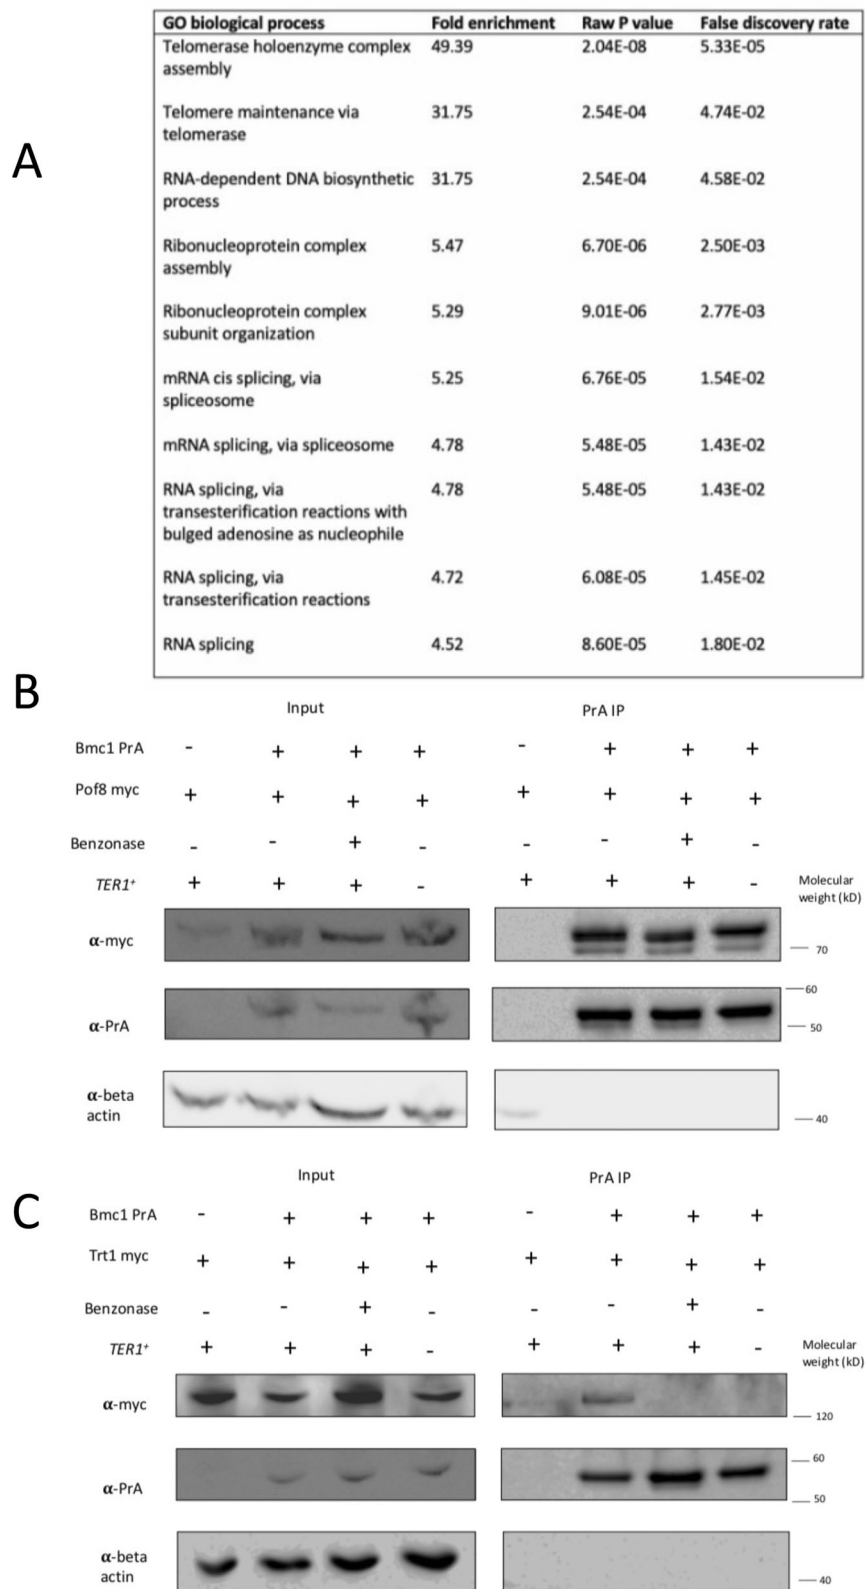 A
GO biological process Fold enrichment Raw P value False discovery rate
Telomerase holoenzyme complex 49.39 2.04E-08 5.33E-05
assembly
Telomere maintenance via 31.75 2.54E-04 4.74E-02
telomerase
RNA-dependent DNA biosynthetic 31.75 2.54E-04 4.58E-02
process
Ribonucleoprotein complex 5.47 6.70E-06 2.50E-03
assembly
Ribonucleoprotein complex 5.29 9.01E-06 2.77E-03
subunit organization
mRNA cis splicing, via 5.25 6.76E-05 1.54E-02
spliceosome
mRNA splicing, via spliceosome 4.78 5.48E-05 1.43E-02
RNA splicing, via 4.78 5.48E-05 1.43E-02
transesterification reactions with
bulged adenosine as nucleophile
RNA splicing, via 4.72 6.08E-05 1.45E-02
transesterification reactions
RNA splicing 4.52 8.60E-05 1.80E-02
B
Input PrA IP
Bmc1 PrA - + + + - + + +
Pof8 myc + + + + + + + +
Benzonase - - + - - - + -
TER1⁺ + + + - + + + -
Molecular
weight (kD)
α-myc 70
α-PrA 60
50
α-beta
actin 40
C
Input PrA IP
Bmc1 PrA - + + + - + + +
Trt1 myc + + + + + + + +
Benzonase - - + - - - + -
TER1⁺ + + + - + + + -
Molecular
weight (kD)
α-myc 120
α-PrA 60
50
α-beta
actin 40